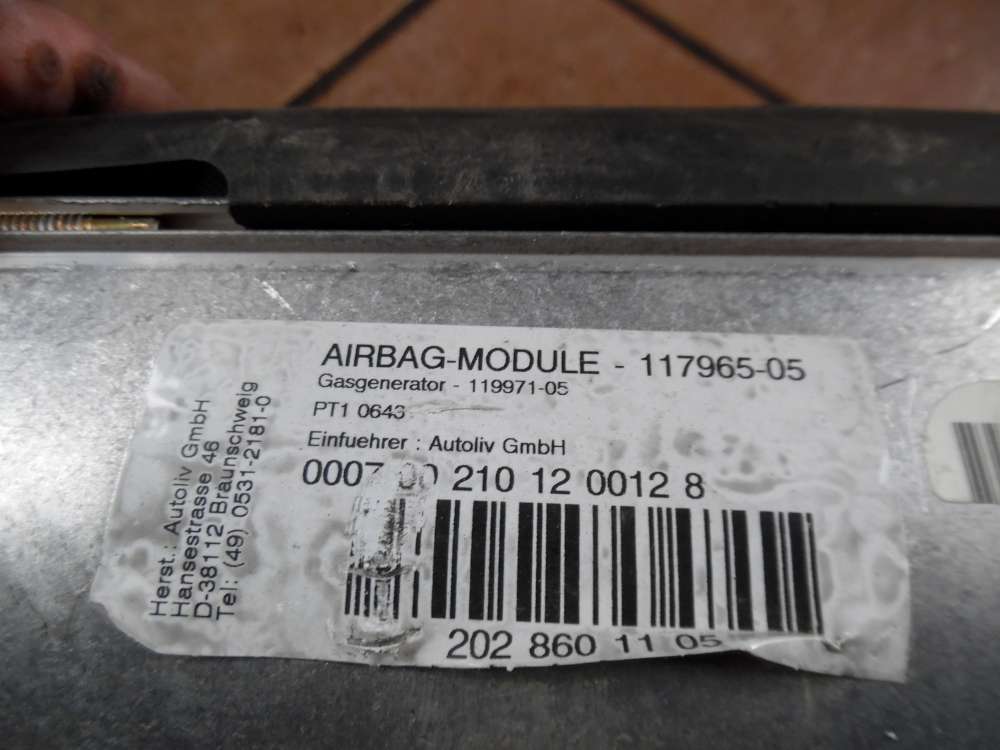 AIRBAG-MODULE - 117965-05
Gasgenerator - 119971-05
PT1 0643
Einfuehrer : Autoliv GmbH
210 12 0012 8
202 860 11 05
Herst.: Autoliv GmbH
Hansestrasse 46
D-38112 Braunschweig
Tel: (49) 0531-2181-0